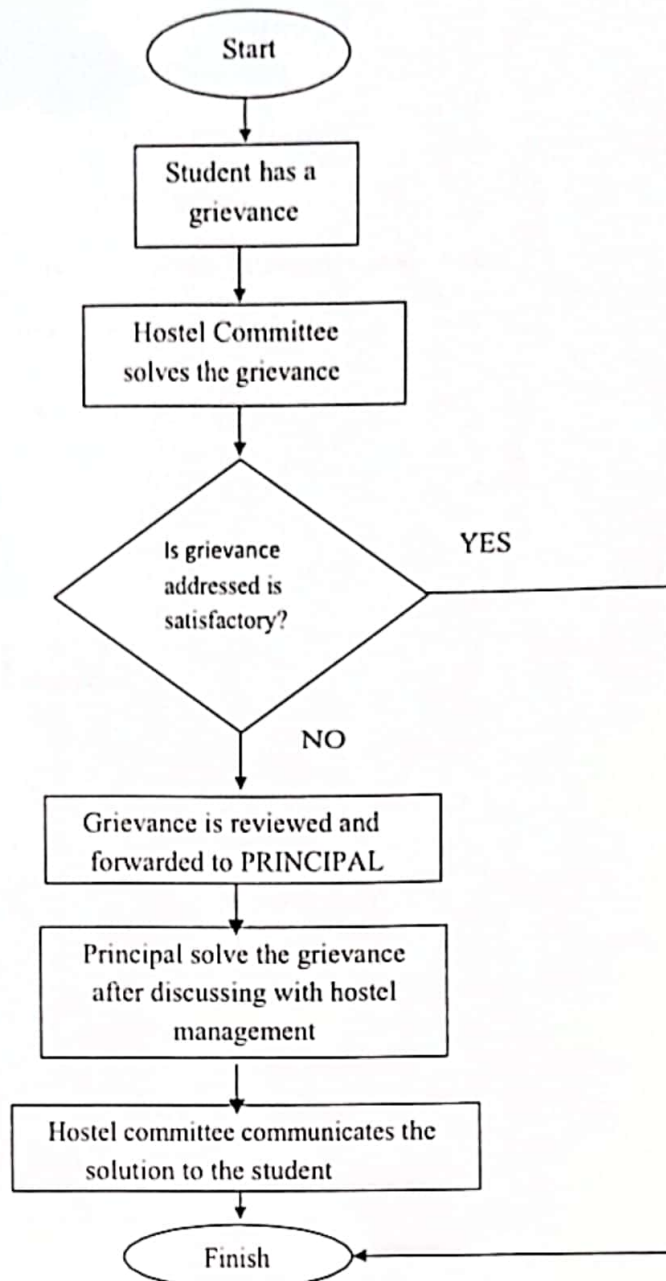 Start
Student has a
grievance
Hostel Committee
solves the grievance
Is grievance
addressed is
satisfactory?
YES
NO
Grievance is reviewed and
forwarded to PRINCIPAL
Principal solve the grievance
after discussing with hostel
management
Hostel committee communicates the
solution to the student
Finish